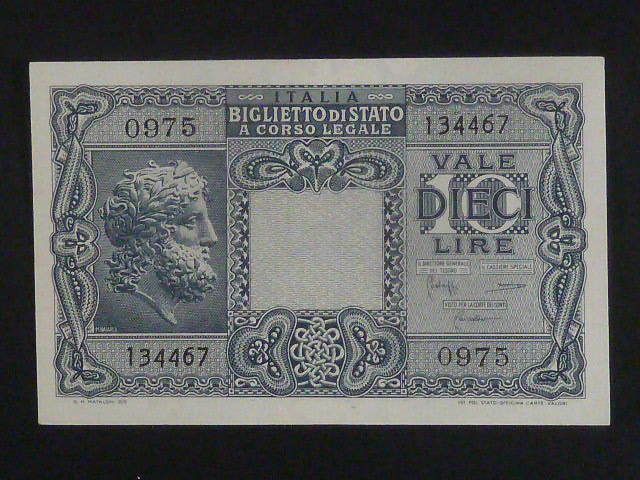 ITALIA
BIGLIETTO DI STATO
A CORSO LEGALE
0975
134467
VALE
10
DIECI
LIRE
IL DIRETTORE GENERALE
DEL TESORO
IL CASSIERE SPECIALE
VISTO PER LA CORTE DEI CONTI
134467
0975